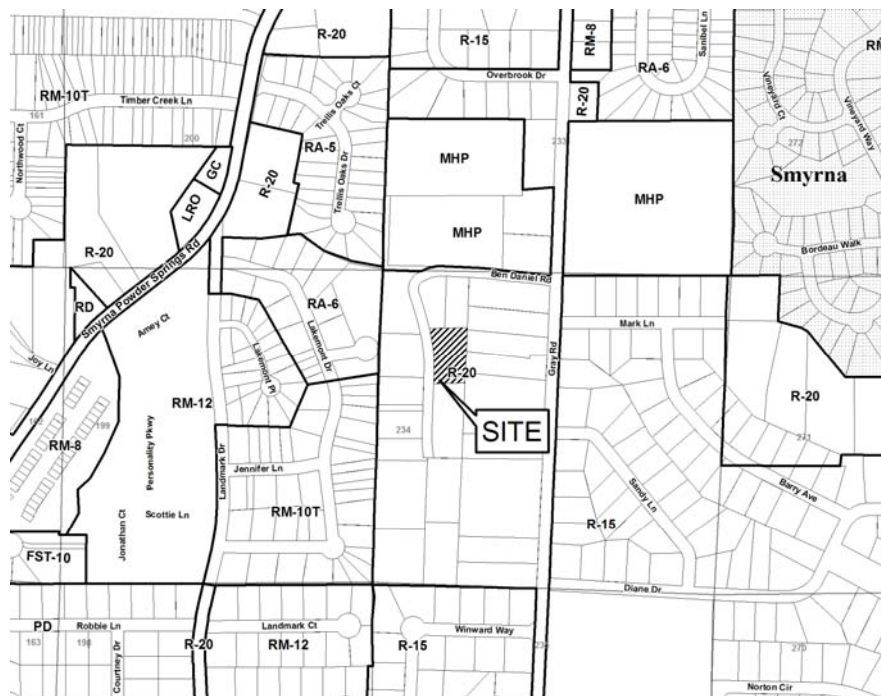 R-20
R-15
RM-8
Sanibel Ln
RA-6
Overbrook Dr
Vineyard Ct
Vineyard Way
RM-10T
Timber Creek Ln
161
200
Northwood Ct
Trellis Oaks Ct
RA-5
Trellis Oaks Dr
R-20
233
272
GC
LRO
R-20
MHP
MHP
MHP
Smyrna
Bordeau Walk
R-20
Smyrna Powder Springs Rd
RD
Amey Ct
RA-6
Lakemont Dr
Lakemont Pl
Ben Daniel Rd
Gray Rd
Mark Ln
Joy Ln
RM-12
R-20
R-20
199
RM-8
Personality Pkwy
Landmark Dr
234
SITE
271
Jennifer Ln
Sandy Ln
Barry Ave
Jonathan Ct
Scottie Ln
RM-10T
R-15
FST-10
Diane Dr
PD
Robbie Ln
163
198
Courtney Dr
R-20
Landmark Ct
RM-12
R-15
Winward Way
270
Norton Cir